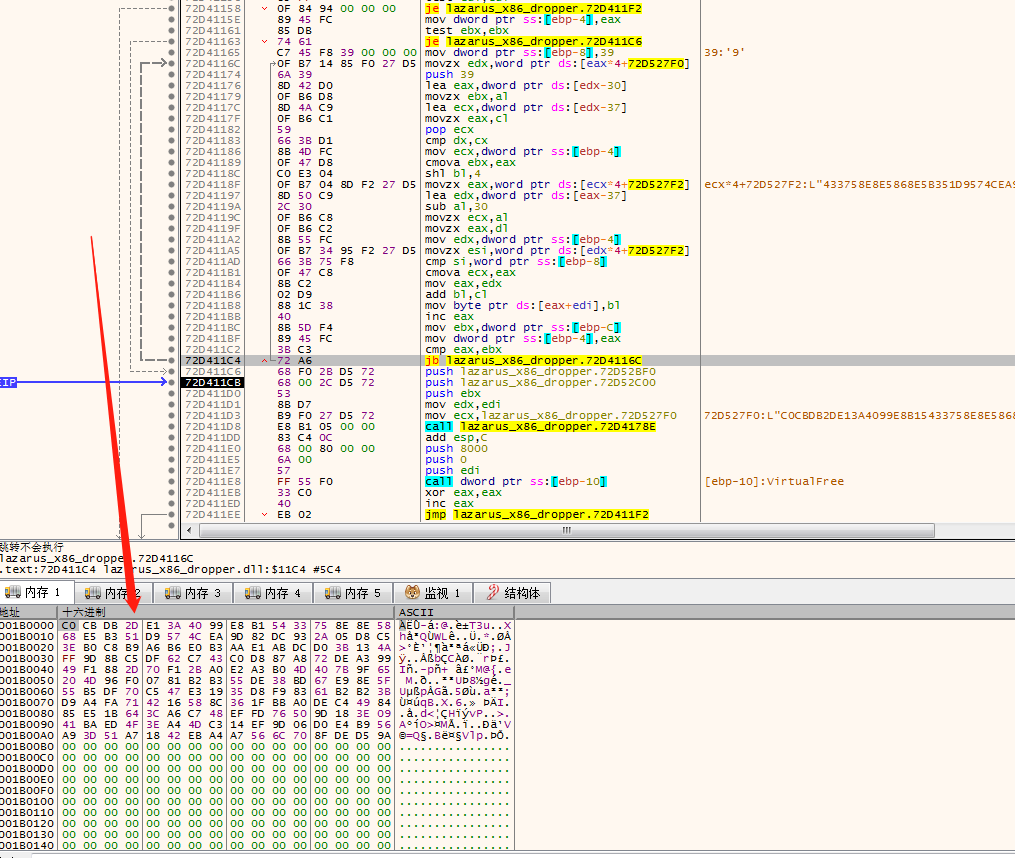 72D41158 0F 84 94 00 00 00 je lazarus_x86_dropper.72D411F2
72D4115E 89 45 FC mov dword ptr ss:[ebp-4],eax
72D41161 85 DB test ebx,ebx
72D41163 74 61 je lazarus_x86_dropper.72D411C6
72D41165 C7 45 F8 39 00 00 00 mov dword ptr ss:[ebp-8],39 39:'9'
72D4116C 0F B7 14 85 F0 27 D5 movzx edx,word ptr ds:[eax*4+72D527F0]
72D41174 6A 39 push 39
72D41176 8D 42 D0 lea eax,dword ptr ds:[edx-30]
72D41179 0F B6 D8 movzx ebx,al
72D4117C 8D 4A C9 lea ecx,dword ptr ds:[edx-37]
72D4117F 0F B6 C1 movzx eax,cl
72D41182 59 pop ecx
72D41183 66 3B D1 cmp dx,cx
72D41186 8B 4D FC mov ecx,dword ptr ss:[ebp-4]
72D41189 0F 47 D8 cmova ebx,eax
72D4118C C0 E3 04 shl bl,4
72D4118F 0F B7 04 8D F2 27 D5 movzx eax,word ptr ds:[ecx*4+72D527F2] ecx*4+72D527F2:L"433758E8E5868E5B351D9574CEA9
72D41197 8D 50 C9 lea edx,dword ptr ds:[eax-37]
72D4119A 2C 30 sub al,30
72D4119C 0F B6 C8 movzx ecx,al
72D4119F 0F B6 C2 movzx eax,dl
72D411A2 8B 55 FC mov edx,dword ptr ss:[ebp-4]
72D411A5 0F B7 34 95 F2 27 D5 movzx esi,word ptr ds:[edx*4+72D527F2]
72D411AD 66 3B 75 F8 cmp si,word ptr ss:[ebp-8]
72D411B1 0F 47 C8 cmova ecx,eax
72D411B4 8B C2 mov eax,edx
72D411B6 02 D9 add bl,cl
72D411B8 88 1C 38 mov byte ptr ds:[eax+edi],bl
72D411BB 40 inc eax
72D411BC 8B 5D F4 mov ebx,dword ptr ss:[ebp-C]
72D411BF 89 45 FC mov dword ptr ss:[ebp-4],eax
72D411C2 3B C3 cmp eax,ebx
72D411C4 72 A6 jb lazarus_x86_dropper.72D4116C
72D411C6 68 F0 2B D5 72 push lazarus_x86_dropper.72D52BF0
EIP 72D411CB 68 00 2C D5 72 push lazarus_x86_dropper.72D52C00
72D411D0 53 push ebx
72D411D1 8B D7 mov edx,edi
72D411D3 B9 F0 27 D5 72 mov ecx,lazarus_x86_dropper.72D527F0 72D527F0:L"C0CBDB2DE13A4099E8B15433758E8E5868
72D411D8 E8 B1 05 00 00 call lazarus_x86_dropper.72D4178E
72D411DD 83 C4 0C add esp,C
72D411E0 68 00 80 00 00 push 8000
72D411E5 6A 00 push 0
72D411E7 57 push edi
72D411E8 FF 55 F0 call dword ptr ss:[ebp-10] [ebp-10]:VirtualFree
72D411EB 33 C0 xor eax,eax
72D411ED 40 inc eax
72D411EE EB 02 jmp lazarus_x86_dropper.72D411F2
跳转不会执行
lazarus_x86_dropper.72D4116C
.text:72D411C4 lazarus_x86_dropper.dll:$11C4 #5C4
内存 1 内存 2 内存 3 内存 4 内存 5 监视 1 结构体
地址 十六进制 ASCII
001B0000 C0 CB DB 2D E1 3A 40 99 E8 B1 54 33 75 8E 8E 58
001B0010 68 E5 B3 51 D9 57 4C EA 9D 82 DC 93 2A 05 D8 C5
001B0020 3E B0 C8 B9 A6 B6 E0 B3 AA E1 AB DC D0 3B 13 4A
001B0030 FF 9D 8B C5 DF 62 C7 43 C0 D8 87 A8 72 DE A3 99
001B0040 49 F1 88 2D 70 F1 2B A0 E2 A3 B0 4D 40 7B 9F 65
001B0050 20 4D 96 F0 07 81 B2 B3 55 DE 38 BD 67 E9 8E 5F
001B0060 55 B5 DF 70 C5 47 E3 19 35 D8 F9 83 61 B2 B2 3B
001B0070 D9 A4 FA 71 42 16 58 8C 36 1F BB A0 DE C4 49 84
001B0080 85 E5 1B 64 3C A6 C7 48 EF FD 76 50 9D 18 3E 09
001B0090 41 BA ED 4F 3E A4 4D C3 14 EF 9D 06 D0 E4 B9 56
001B00A0 A9 3D 51 A7 18 42 EB A4 A7 56 6C 70 8F DE D5 9A
001B00B0 00 00 00 00 00 00 00 00 00 00 00 00 00 00 00 00 ................
001B00C0 00 00 00 00 00 00 00 00 00 00 00 00 00 00 00 00 ................
001B00D0 00 00 00 00 00 00 00 00 00 00 00 00 00 00 00 00 ................
001B00E0 00 00 00 00 00 00 00 00 00 00 00 00 00 00 00 00 ................
001B00F0 00 00 00 00 00 00 00 00 00 00 00 00 00 00 00 00 ................
001B0100 00 00 00 00 00 00 00 00 00 00 00 00 00 00 00 00 ................
001B0110 00 00 00 00 00 00 00 00 00 00 00 00 00 00 00 00 ................
001B0120 00 00 00 00 00 00 00 00 00 00 00 00 00 00 00 00 ................
001B0130 00 00 00 00 00 00 00 00 00 00 00 00 00 00 00 00 ................
001B0140 00 00 00 00 00 00 00 00 00 00 00 00 00 00 00 00 ................